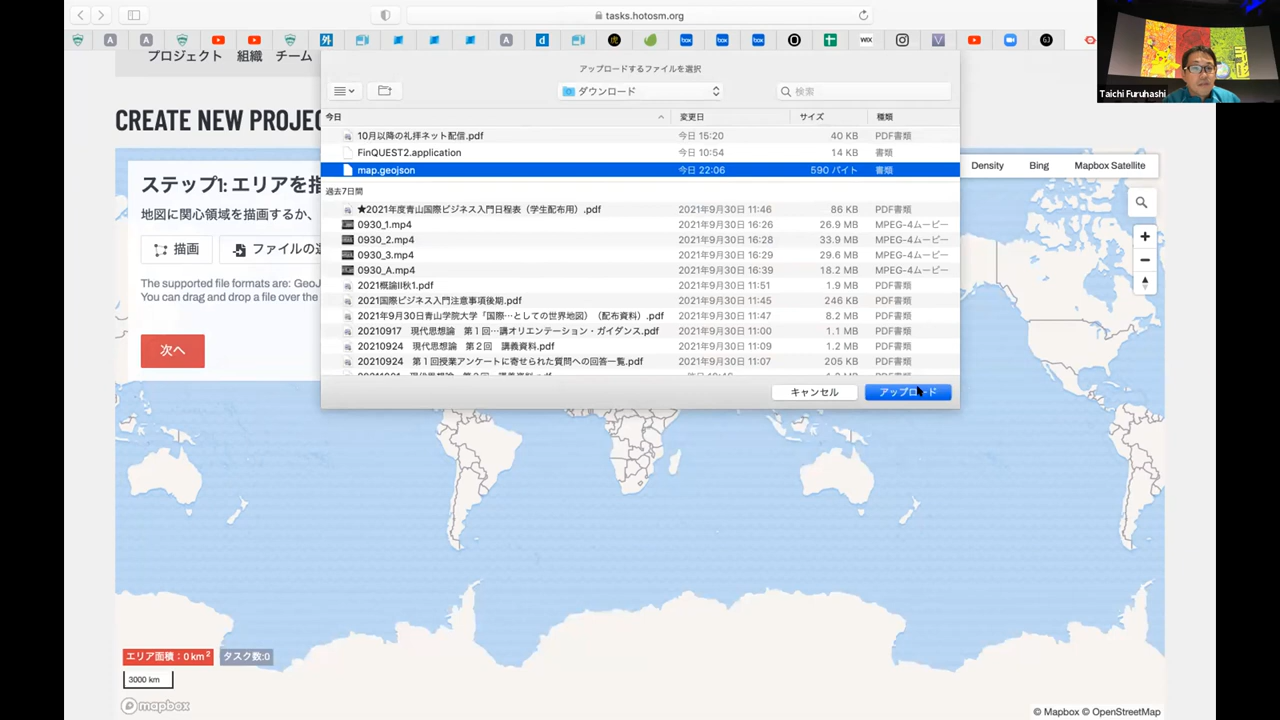 tasks.hotosm.org
Taichi Furuhashi
プロジェクト 組織 チーム
アップロードするファイルを選択
ダウンロード
検索
今日 変更日 サイズ 種類
10月以降の礼拝ネット配信.pdf 今日 15:20 40 KB PDF書類
FinQUEST2.application 今日 10:54 14 KB 書類
map.geojson 今日 22:06 590 バイト 書類
過去7日間
★2021年度青山国際ビジネス入門日程表（学生配布用）.pdf 2021年9月30日 11:46 86 KB PDF書類
0930_1.mp4 2021年9月30日 16:26 26.9 MB MPEG-4ムービー
0930_2.mp4 2021年9月30日 16:28 33.9 MB MPEG-4ムービー
0930_3.mp4 2021年9月30日 16:29 29.6 MB MPEG-4ムービー
0930_A.mp4 2021年9月30日 16:39 18.2 MB MPEG-4ムービー
2021概論II秋1.pdf 2021年9月30日 11:51 1.9 MB PDF書類
2021国際ビジネス入門注意事項後期.pdf 2021年9月30日 11:45 246 KB PDF書類
2021年9月30日青山学院大学「国際…としての世界地図）（配布資料）.pdf 2021年9月30日 11:47 8.2 MB PDF書類
20210917 現代思想論 第１回…講オリエンテーション・ガイダンス.pdf 2021年9月30日 11:00 1.1 MB PDF書類
20210924 現代思想論 第２回 講義資料.pdf 2021年9月30日 11:09 1.2 MB PDF書類
20210924 第１回授業アンケートに寄せられた質問への回答一覧.pdf 2021年9月30日 11:07 205 KB PDF書類
キャンセル アップロード
CREATE NEW PROJEC
ステップ1: エリアを指
地図に関心領域を描画するか、
描画 ファイルの選
The supported file formats are: GeoJ
You can drag and drop a file over the
次へ
Density Bing Mapbox Satellite
エリア面積：0 km² タスク数:0
3000 km
mapbox
© Mapbox © OpenStreetMap